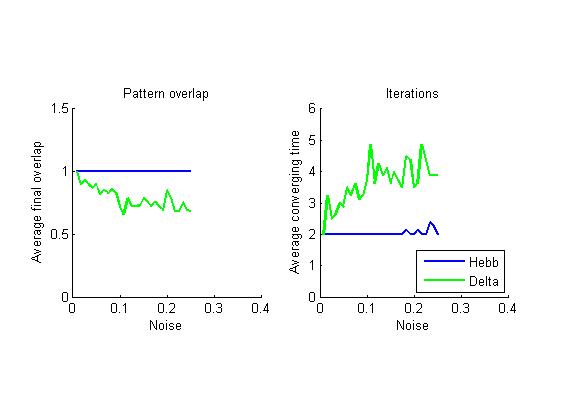 Pattern overlap
Average final overlap
1.5
1
0.5
0
0 0.1 0.2 0.3 0.4
Noise
Iterations
Average converging time
6
5
4
3
2
1
0
0 0.1 0.2 0.3 0.4
Noise
Hebb
Delta